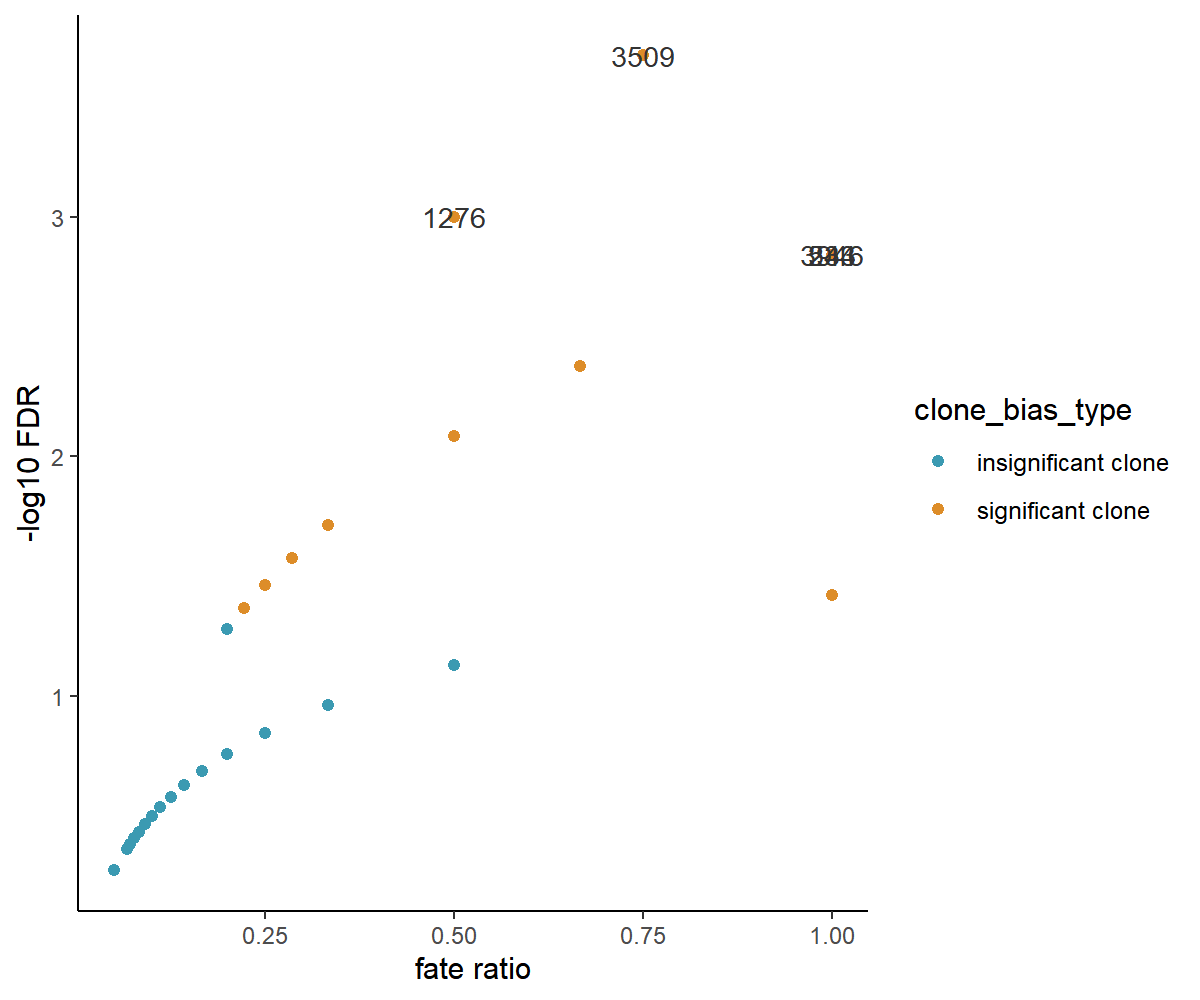 3509
1276
3
2
1
-log10 FDR
0.25 0.50 0.75 1.00
fate ratio
clone_bias_type
insignificant clone
significant clone